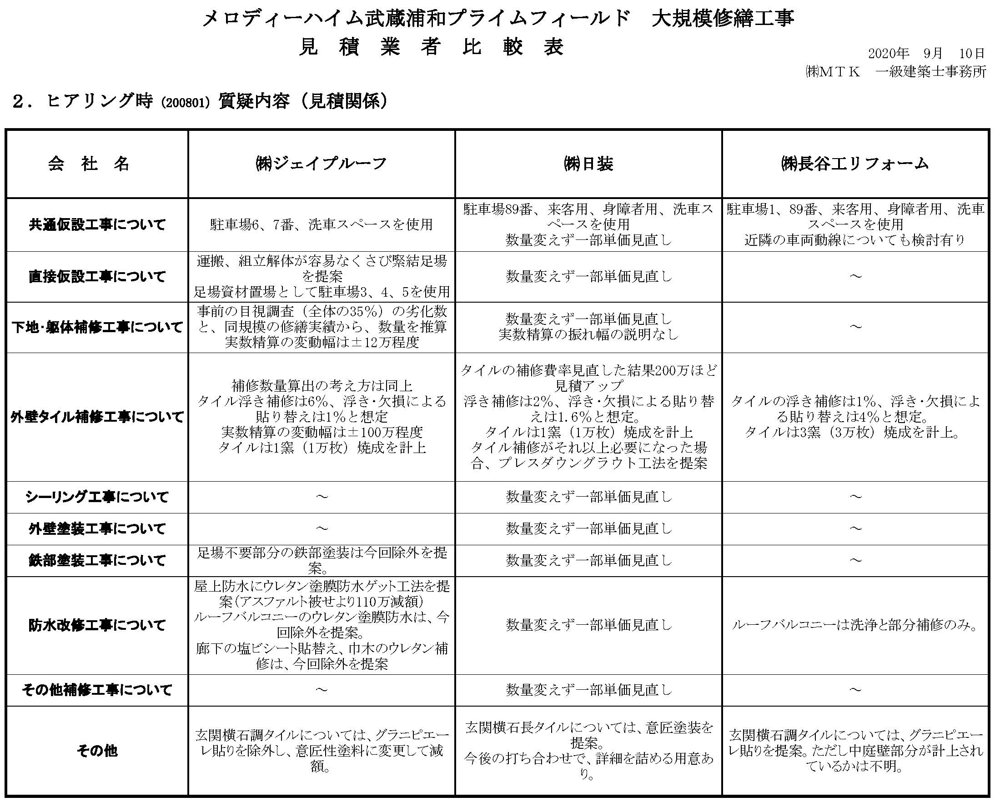 メロディーハイム武蔵浦和プライムフィールド　大規模修繕工事
見　積　業　者　比　較　表
2020年　9月　10日
㈱ＭＴＫ　一級建築士事務所
２．ヒアリング時（200801）質疑内容（見積関係）
会　社　名
㈱ジェイプルーフ
㈱日装
㈱長谷工リフォーム
共通仮設工事について
駐車場6、7番、洗車スペースを使用
駐車場89番、来客用、身障者用、洗車ス
ペースを使用
数量変えず一部単価見直し
駐車場1、89番、来客用、身障者用、洗車
スペースを使用
近隣の車両動線についても検討有り
直接仮設工事について
運搬、組立解体が容易なくさび緊結足場
を提案
足場資材置場として駐車場3、4、5を使用
数量変えず一部単価見直し
～
下地･躯体補修工事について
事前の目視調査（全体の35％）の劣化数
と、同規模の修繕実績から、数量を推算
実数精算の変動幅は±12万程度
数量変えず一部単価見直し
実数精算の振れ幅の説明なし
～
外壁タイル補修工事について
補修数量算出の考え方は同上
タイル浮き補修は6％、浮き･欠損による
貼り替えは1％と想定
実数精算の変動幅は±100万程度
タイルは1窯（1万枚）焼成を計上
タイルの補修費率見直した結果200万ほど
見積アップ
浮き補修は2％、浮き･欠損による貼り替
えは1.6％と想定。
タイルは1窯（1万枚）焼成を計上
タイル補修がそれ以上必要になった場
合、プレスダウングラウト工法を提案
タイルの浮き補修は1％、浮き･欠損によ
る貼り替えは4％と想定。
タイルは3窯（3万枚）焼成を計上。
シーリング工事について
～
数量変えず一部単価見直し
～
外壁塗装工事について
～
数量変えず一部単価見直し
～
鉄部塗装工事について
足場不要部分の鉄部塗装は今回除外を提
案。
数量変えず一部単価見直し
～
防水改修工事について
屋上防水にウレタン塗膜防水ゲット工法を提
案（アスファルト被せより110万減額）
ルーフバルコニーのウレタン塗膜防水は、今
回除外を提案。
廊下の塩ビシート貼替え、巾木のウレタン補
修は、今回除外を提案
数量変えず一部単価見直し
ルーフバルコニーは洗浄と部分補修のみ。
その他補修工事について
～
数量変えず一部単価見直し
～
その他
玄関横石調タイルについては、グラニピエー
レ貼りを除外し、意匠性塗料に変更して減
額。
玄関横石長タイルについては、意匠塗装を
提案。
今後の打ち合わせで、詳細を詰める用意あ
り。
玄関横石調タイルについては、グラニピエー
レ貼りを提案。ただし中庭壁部分が計上され
ているかは不明。